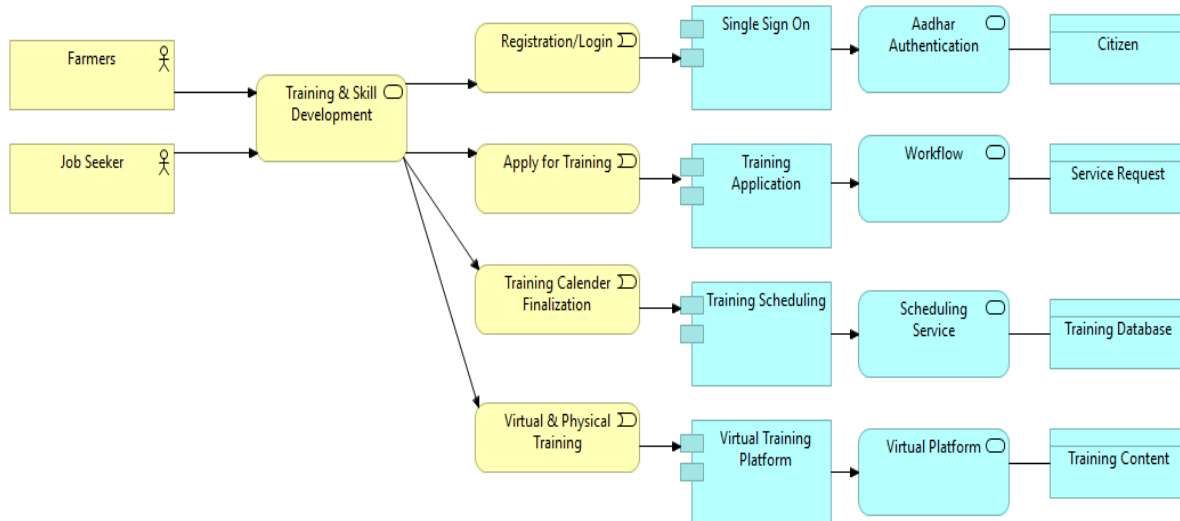 Farmers
Job Seeker
Training & Skill
Development
Registration/Login
Single Sign On
Aadhar
Authentication
Citizen
Apply for Training
Training
Application
Workflow
Service Request
Training Calender
Finalization
Training Scheduling
Scheduling
Service
Training Database
Virtual & Physical
Training
Virtual Training
Platform
Virtual Platform
Training Content